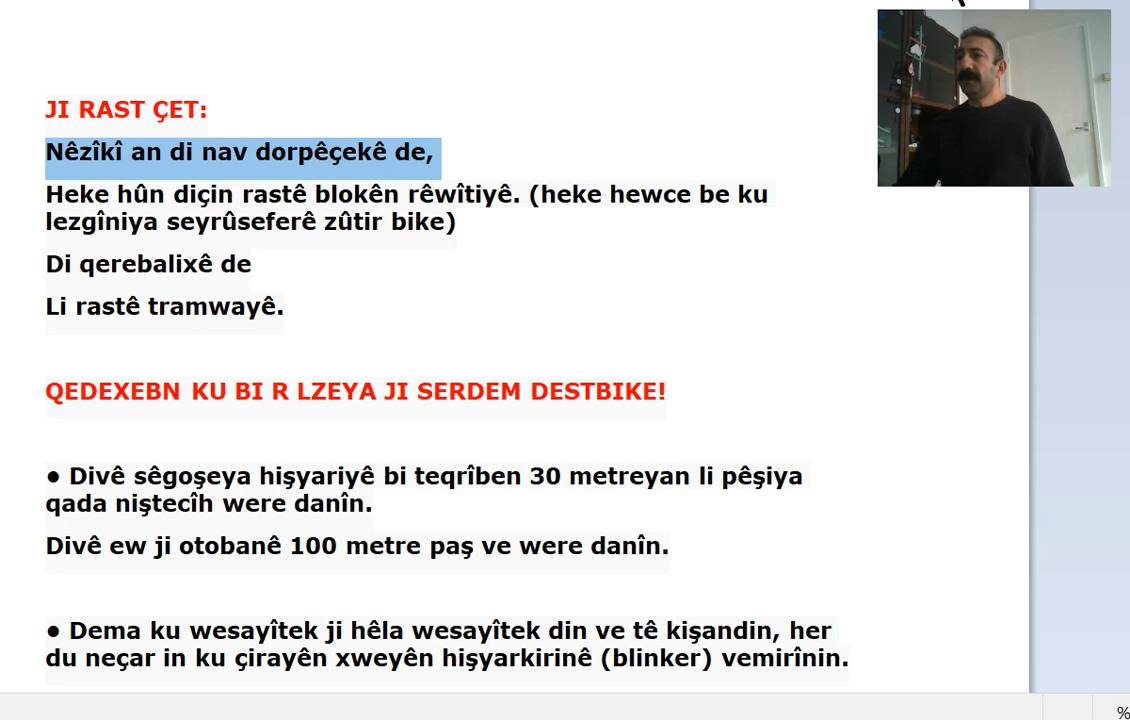 JI RAST ÇET:
Nêzîkî an di nav dorpêçekê de,
Heke hûn diçin rastê blokên rêwîtiyê. (heke hewce be ku
lezgîniya seyrûseferê zûtir bike)
Di qerebalixê de
Li rastê tramwayê.
QEDEXEBN KU BI R LZEYA JI SERDEM DESTBIKE!
• Divê sêgoşeya hişyariyê bi teqrîben 30 metreyan li pêşiya
qada niştecîh were danîn.
Divê ew ji otobanê 100 metre paş ve were danîn.
• Dema ku wesayîtek ji hêla wesayîtek din ve tê kişandin, her
du neçar in ku çirayên xweyên hişyarkirinê (blinker) vemirînin.
%